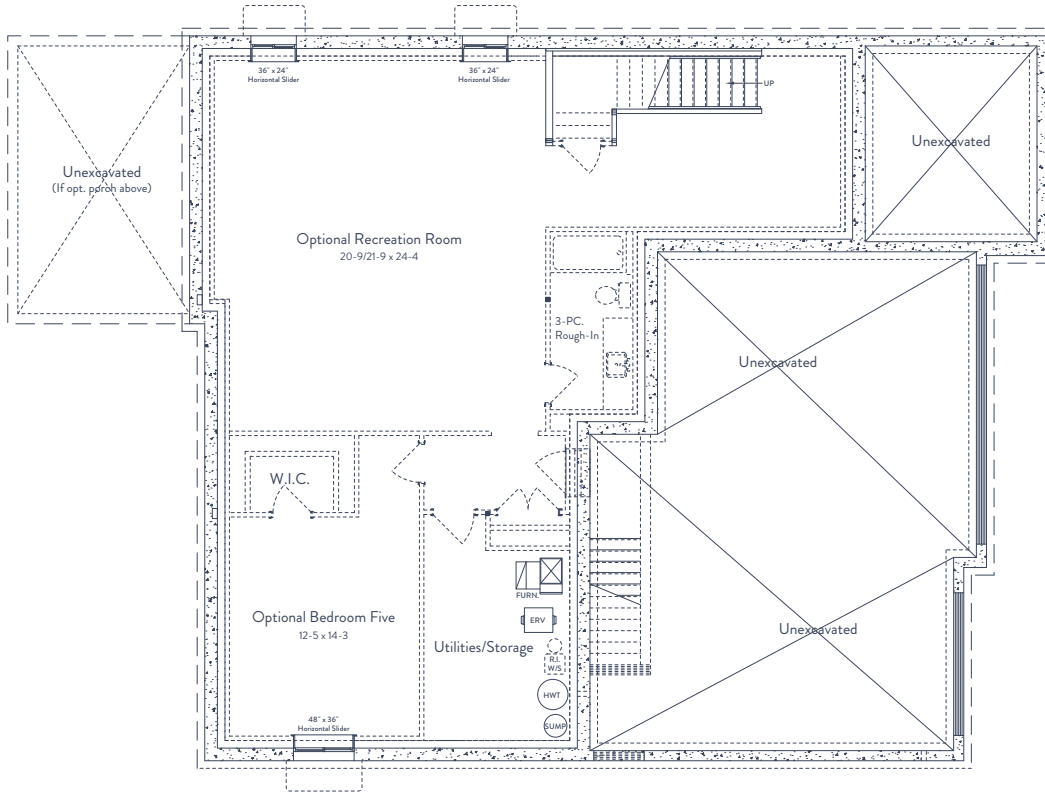 36" x 24"
Horizontal Slider
36" x 24"
Horizontal Slider
UP
Unexcavated
Unexcavated
(If opt. porch above)
Optional Recreation Room
20-9/21-9 x 24-4
3-PC.
Rough-In
Unexcavated
W.I.C.
FURN.
ERV
Optional Bedroom Five
12-5 x 14-3
Unexcavated
Utilities/Storage
R.I.
W/S
HWT
SUMP
48" x 36"
Horizontal Slider